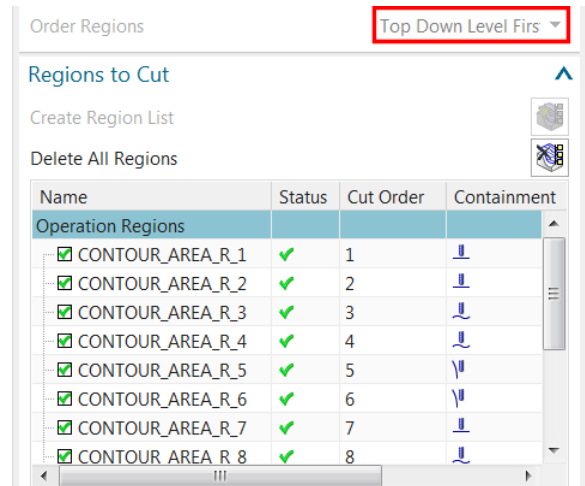 Order Regions Top Down Level Firs
Regions to Cut
Create Region List
Delete All Regions
Name Status Cut Order Containment
Operation Regions
CONTOUR_AREA_R_1 1
CONTOUR_AREA_R_2 2
CONTOUR_AREA_R_3 3
CONTOUR_AREA_R_4 4
CONTOUR_AREA_R_5 5
CONTOUR_AREA_R_6 6
CONTOUR_AREA_R_7 7
CONTOUR_AREA_R_8 8